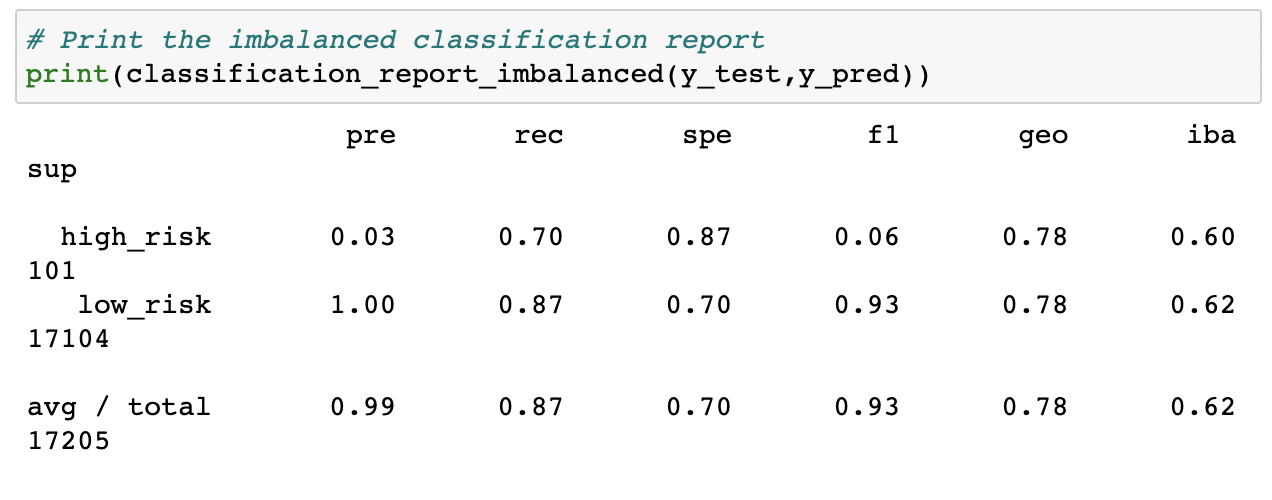 # Print the imbalanced classification report
print(classification_report_imbalanced(y_test,y_pred))
pre rec spe f1 geo iba
sup
high_risk 0.03 0.70 0.87 0.06 0.78 0.60
101
low_risk 1.00 0.87 0.70 0.93 0.78 0.62
17104
avg / total 0.99 0.87 0.70 0.93 0.78 0.62
17205